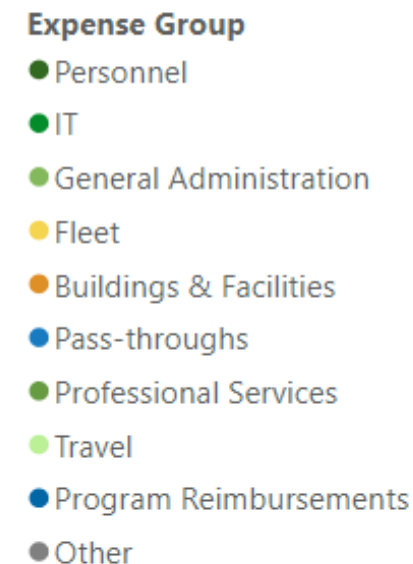 Expense Group
Personnel
IT
General Administration
Fleet
Buildings & Facilities
Pass-throughs
Professional Services
Travel
Program Reimbursements
Other